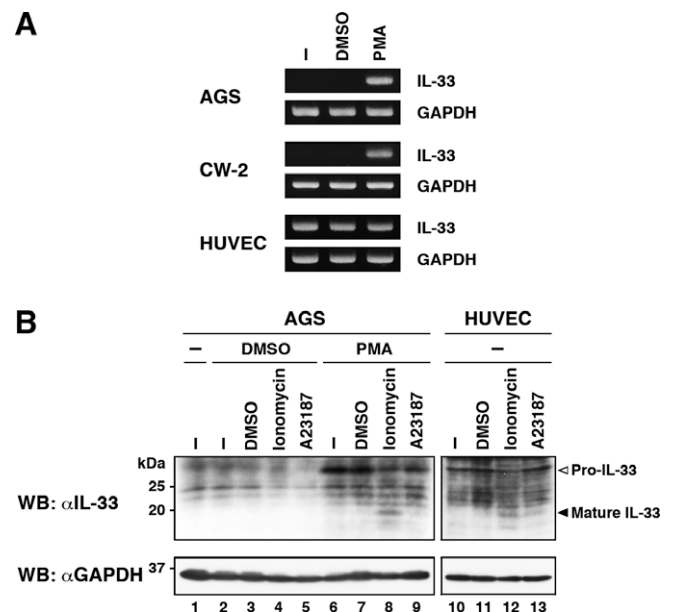 A
– DMSO PMA
AGS
IL-33
GAPDH
CW-2
IL-33
GAPDH
HUVEC
IL-33
GAPDH
B
AGS HUVEC
– DMSO PMA –
– – DMSO Ionomycin A23187 – DMSO Ionomycin A23187 – DMSO Ionomycin A23187
kDa
25
20
WB: αIL-33
Pro-IL-33
Mature IL-33
37
WB: αGAPDH
1 2 3 4 5 6 7 8 9 10 11 12 13